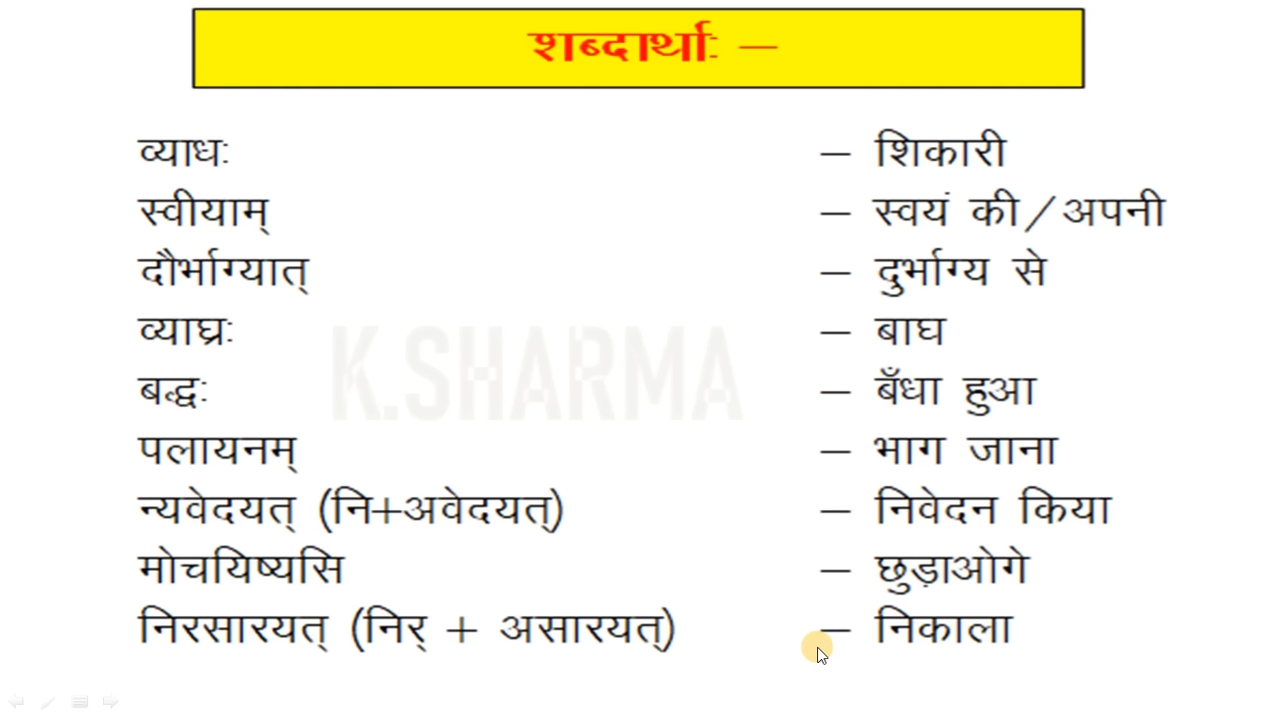 शब्दार्थाः –
व्याधः – शिकारी
स्वीयाम् – स्वयं की/अपनी
दौर्भाग्यात् – दुर्भाग्य से
व्याघ्रः – बाघ
K.SHARMA
बद्धः – बँधा हुआ
पलायनम् – भाग जाना
न्यवेदयत् (नि+अवेदयत्) – निवेदन किया
मोचयिष्यसि – छुड़ाओगे
निरसारयत् (निर् + असारयत्) – निकाला